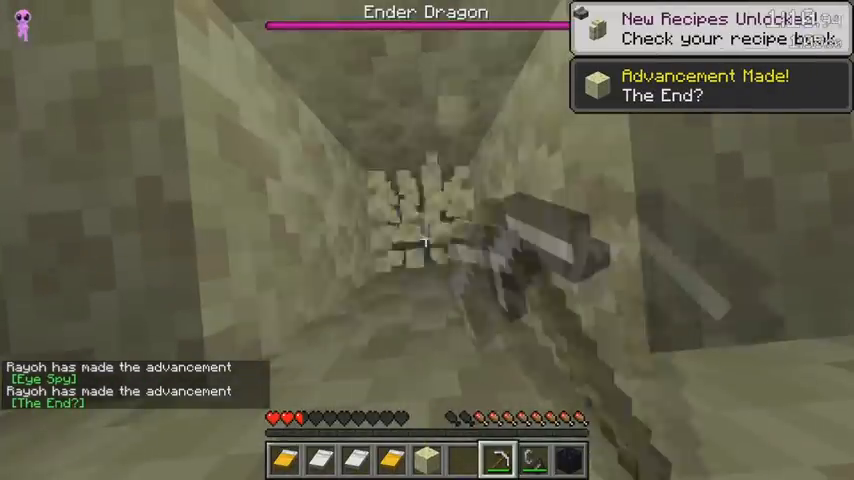 Ender Dragon
New Recipes Unlocked!
Check your recipe book
Advancement Made!
The End?
Rayoh has made the advancement
[Eye Spy]
Rayoh has made the advancement
[The End?]